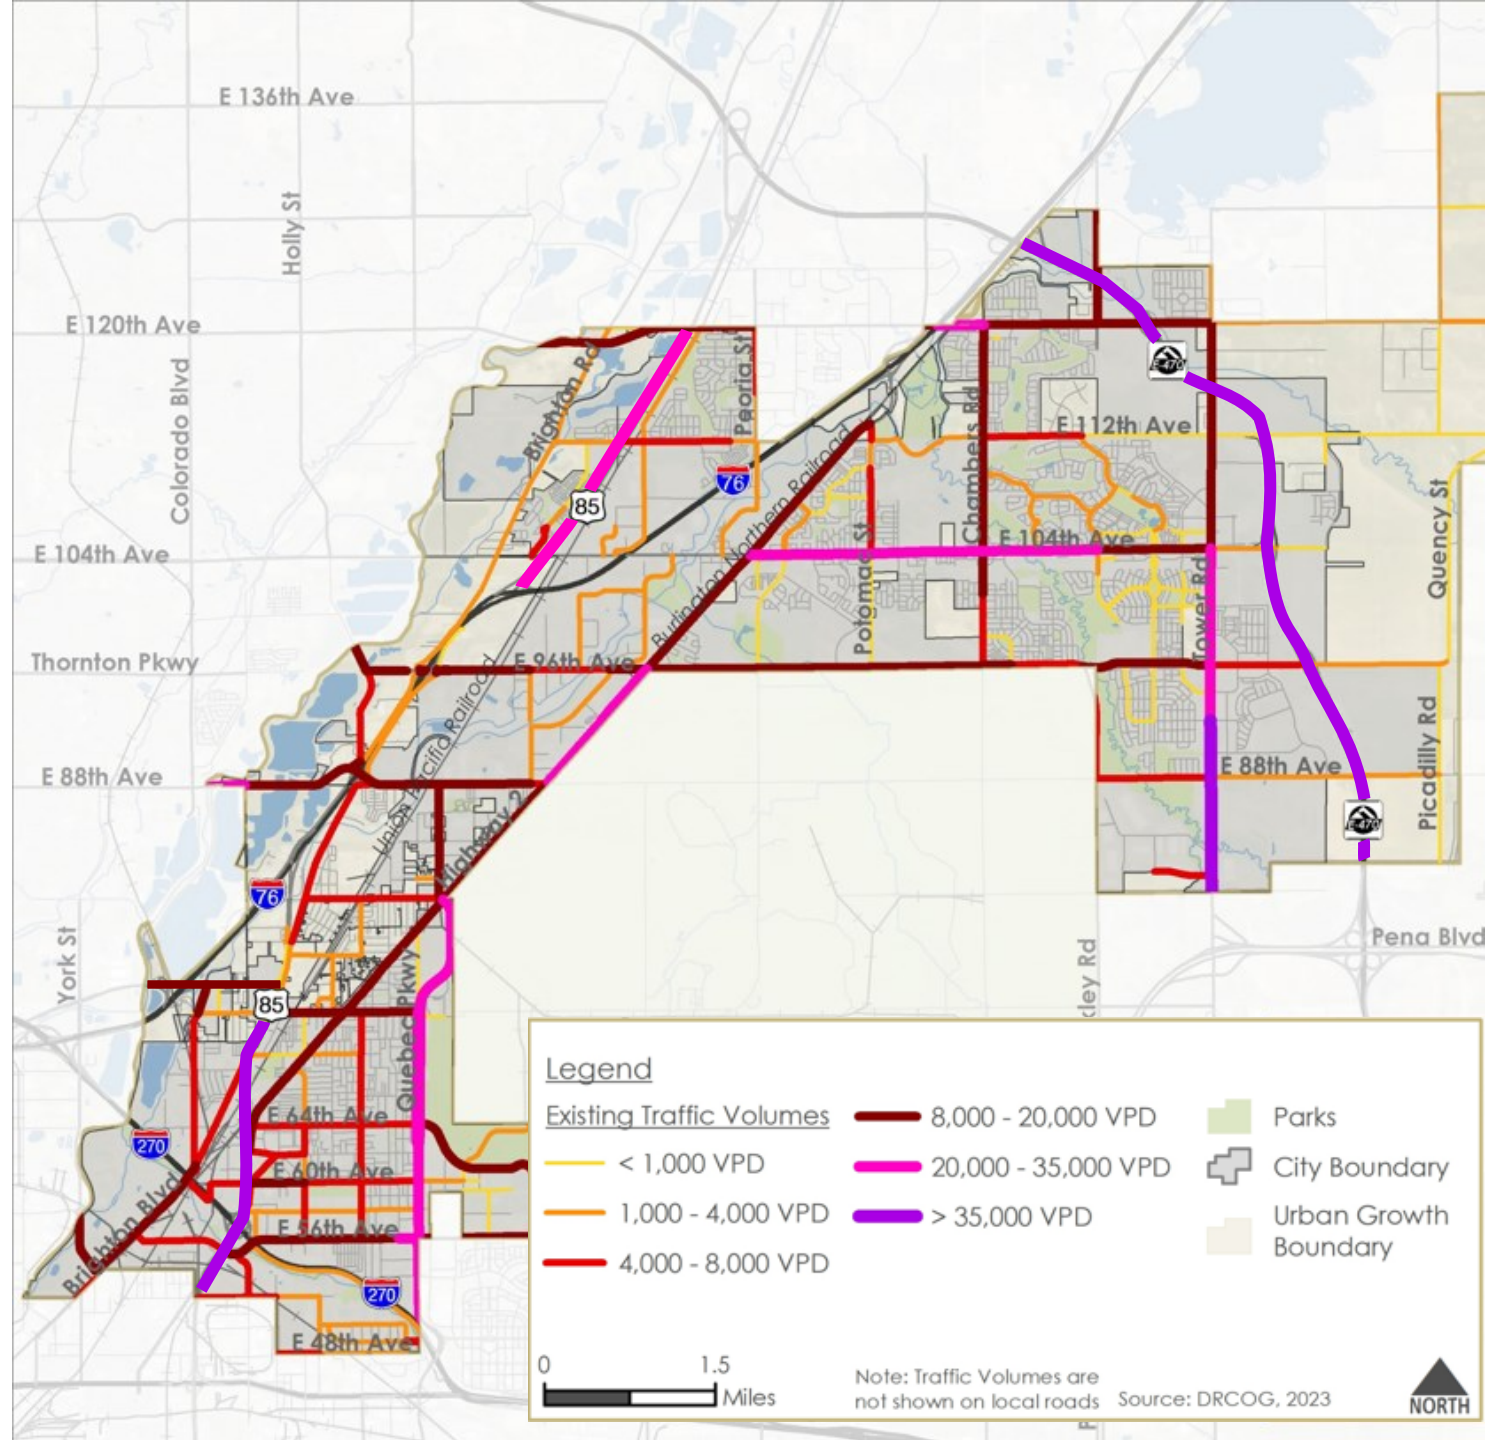 E 136th Ave
Holly St
E 120th Ave
Colorado Blvd
Brighton Rd
Peoria St
E-470
E 112th Ave
Chambers Rd
76
85
Burlington Northern Railroad
Potomac St
E 104th Ave
E 104th Ave
Tower Rd
Quency St
Thornton Pkwy
E 96th Ave
Union Pacific Railroad
E 88th Ave
E 88th Ave
Picadilly Rd
E-470
Highway 2
76
York St
85
Quebec Pkwy
Pena Blvd
ckley Rd
E 64th Ave
270
E 60th Ave
Brighton Blvd
E 56th Ave
270
E 48th Ave
Legend
Existing Traffic Volumes
< 1,000 VPD
1,000 - 4,000 VPD
4,000 - 8,000 VPD
8,000 - 20,000 VPD
20,000 - 35,000 VPD
> 35,000 VPD
Parks
City Boundary
Urban Growth
Boundary
0
1.5
Miles
Note: Traffic Volumes are
not shown on local roads
Source: DRCOG, 2023
NORTH